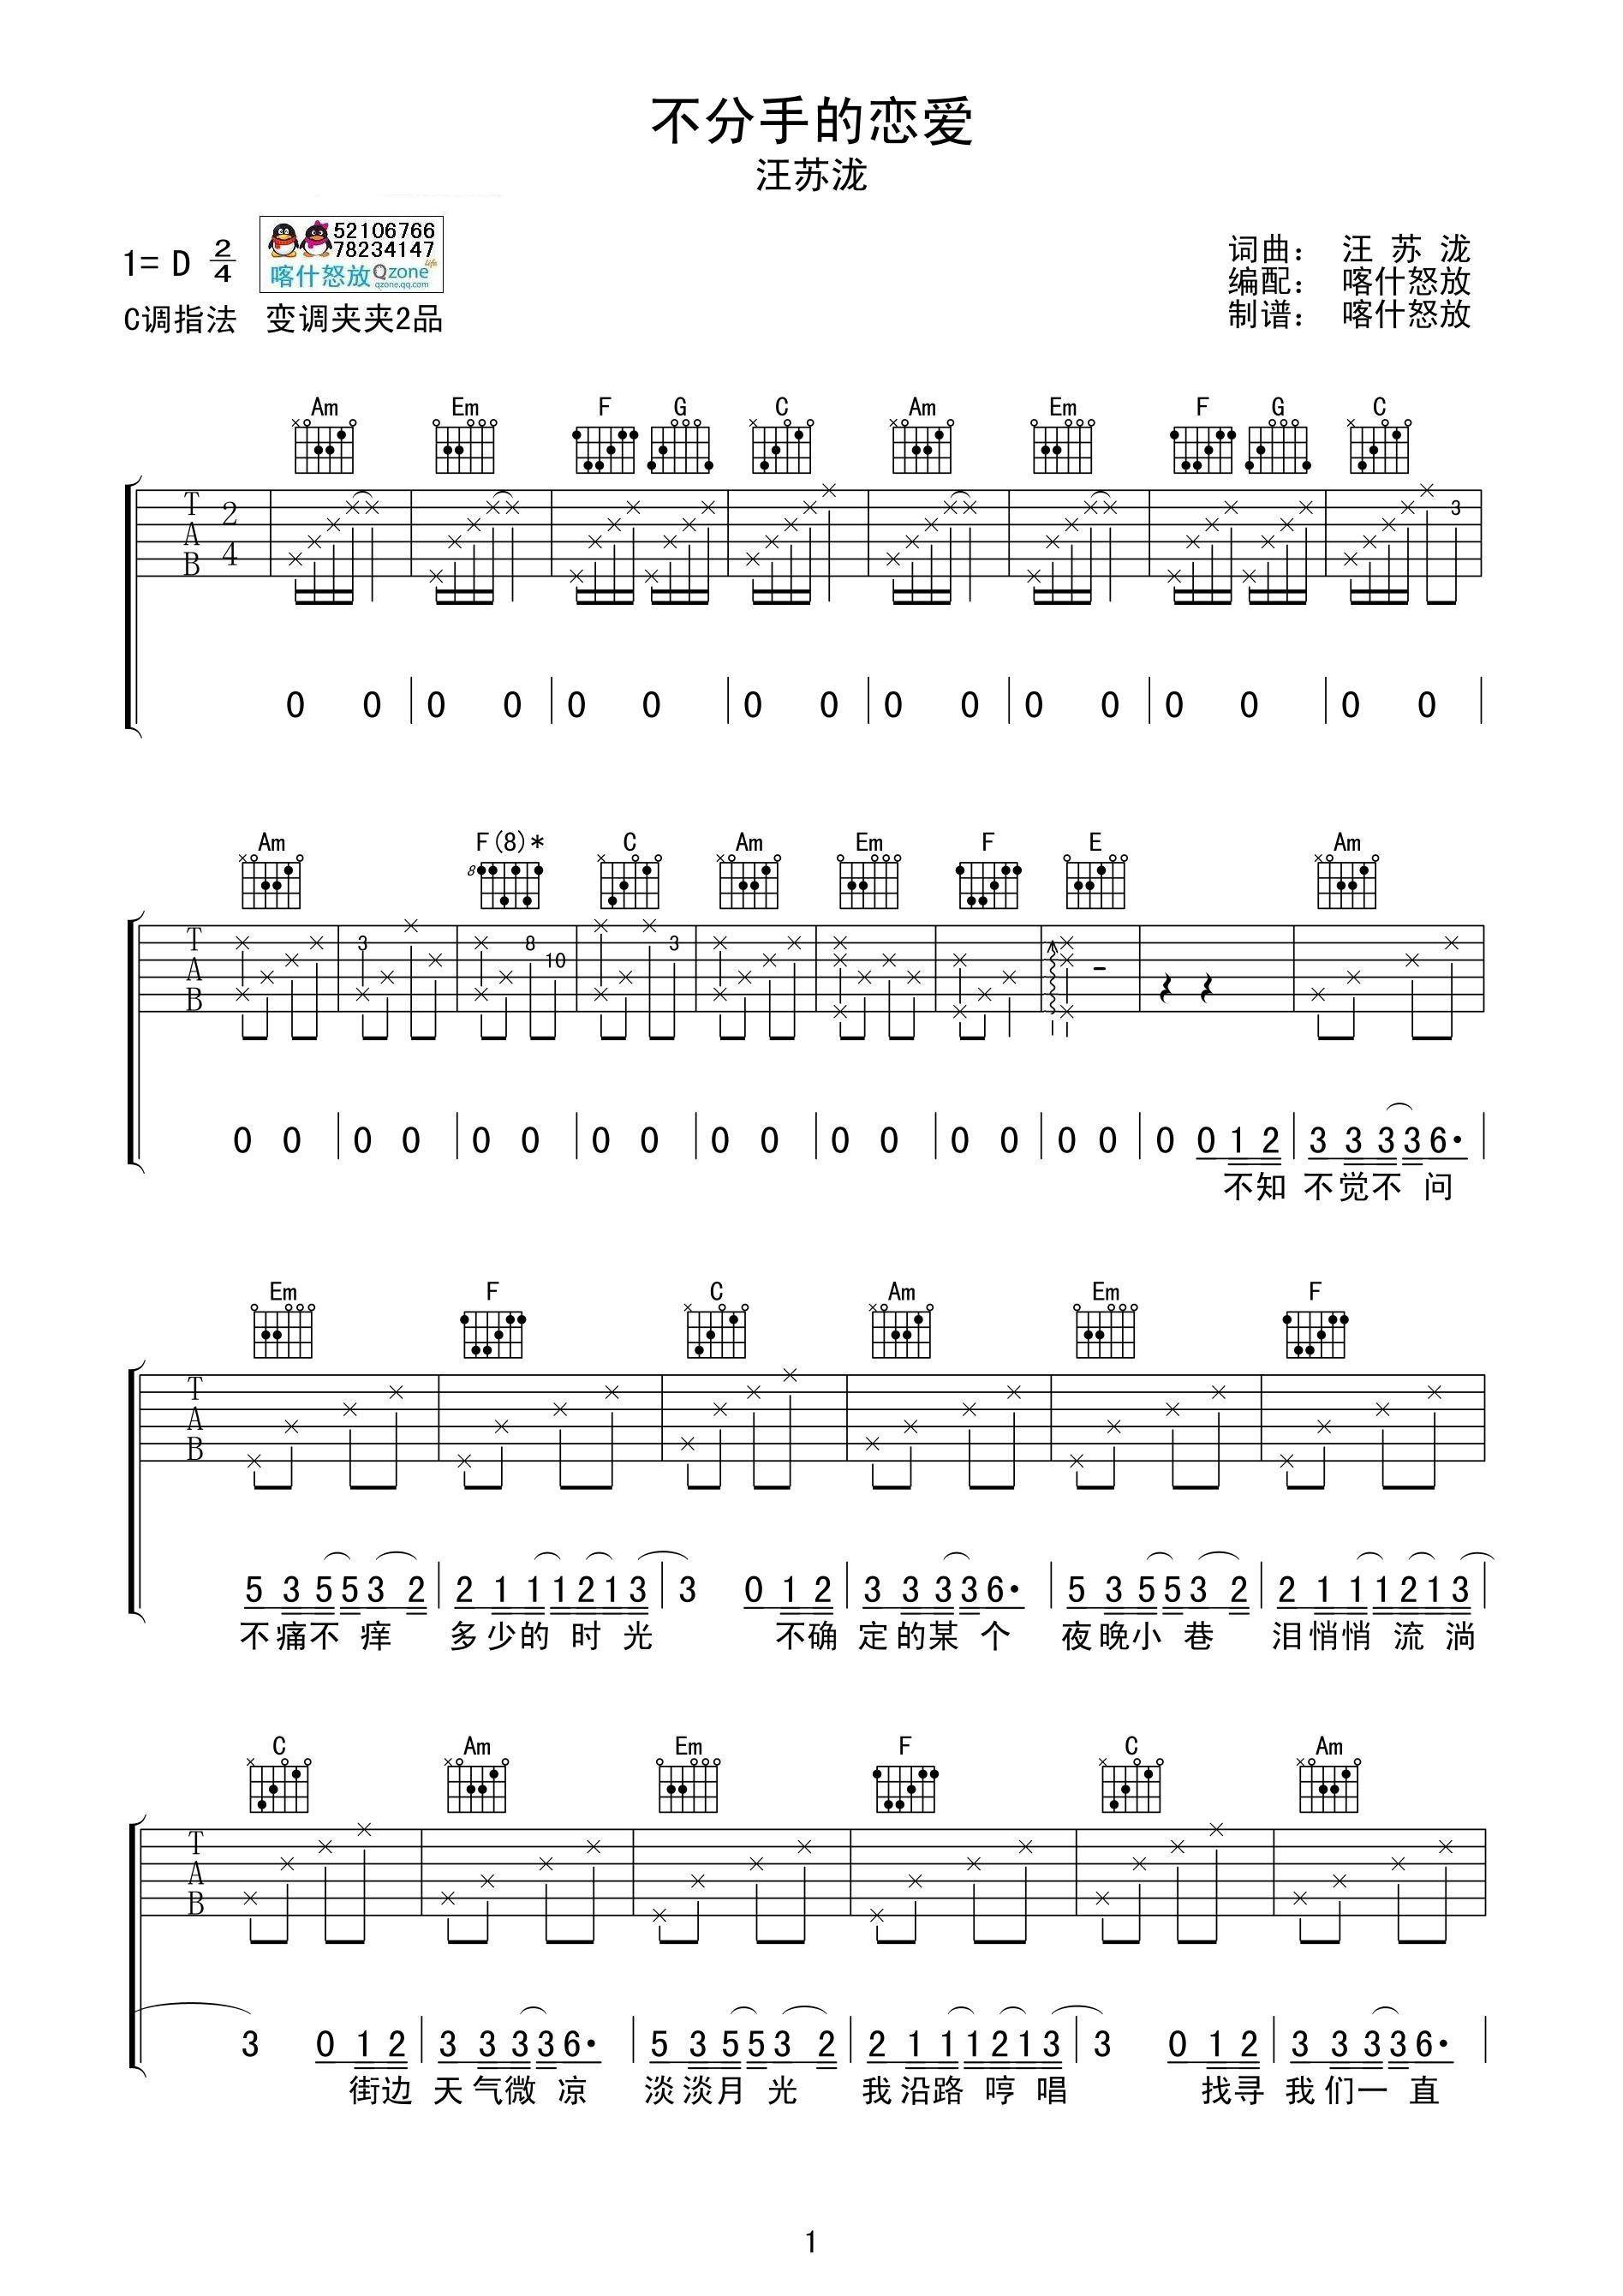 不分手的恋爱
汪苏泷
1= D 2/4
52106766
78234147
喀什怒放 Qzone life
qzone.qq.com
C调指法 变调夹夹2品
词曲： 汪 苏 泷
编配： 喀什怒放
制谱： 喀什怒放
Am Em F G C Am Em F G C
T A B 2 4 3
0 0 0 0 0 0 0 0 0 0 0 0 0 0 0 0
Am F(8)* C Am Em F E Am
8
T A B 3 8 10 3
0 0 0 0 0 0 0 0 0 0 0 0 0 0 0 0 0 0 1 2 3 3 3 3 6·
不知 不觉不 问
Em F C Am Em F
T A B
5 3 5 5 3 2 2 1 1 1 2 1 3 3 0 1 2 3 3 3 3 6· 5 3 5 5 3 2 2 1 1 1 2 1 3
不痛不 痒 多少的 时 光 不确 定的某 个 夜晚小 巷 泪悄悄 流 淌
C Am Em F C Am
T A B
3 0 1 2 3 3 3 3 6· 5 3 5 5 3 2 2 1 1 1 2 1 3 3 0 1 2 3 3 3 3 6·
街边 天气微 凉 淡淡月 光 我沿路 哼 唱 找寻 我们一 直
1